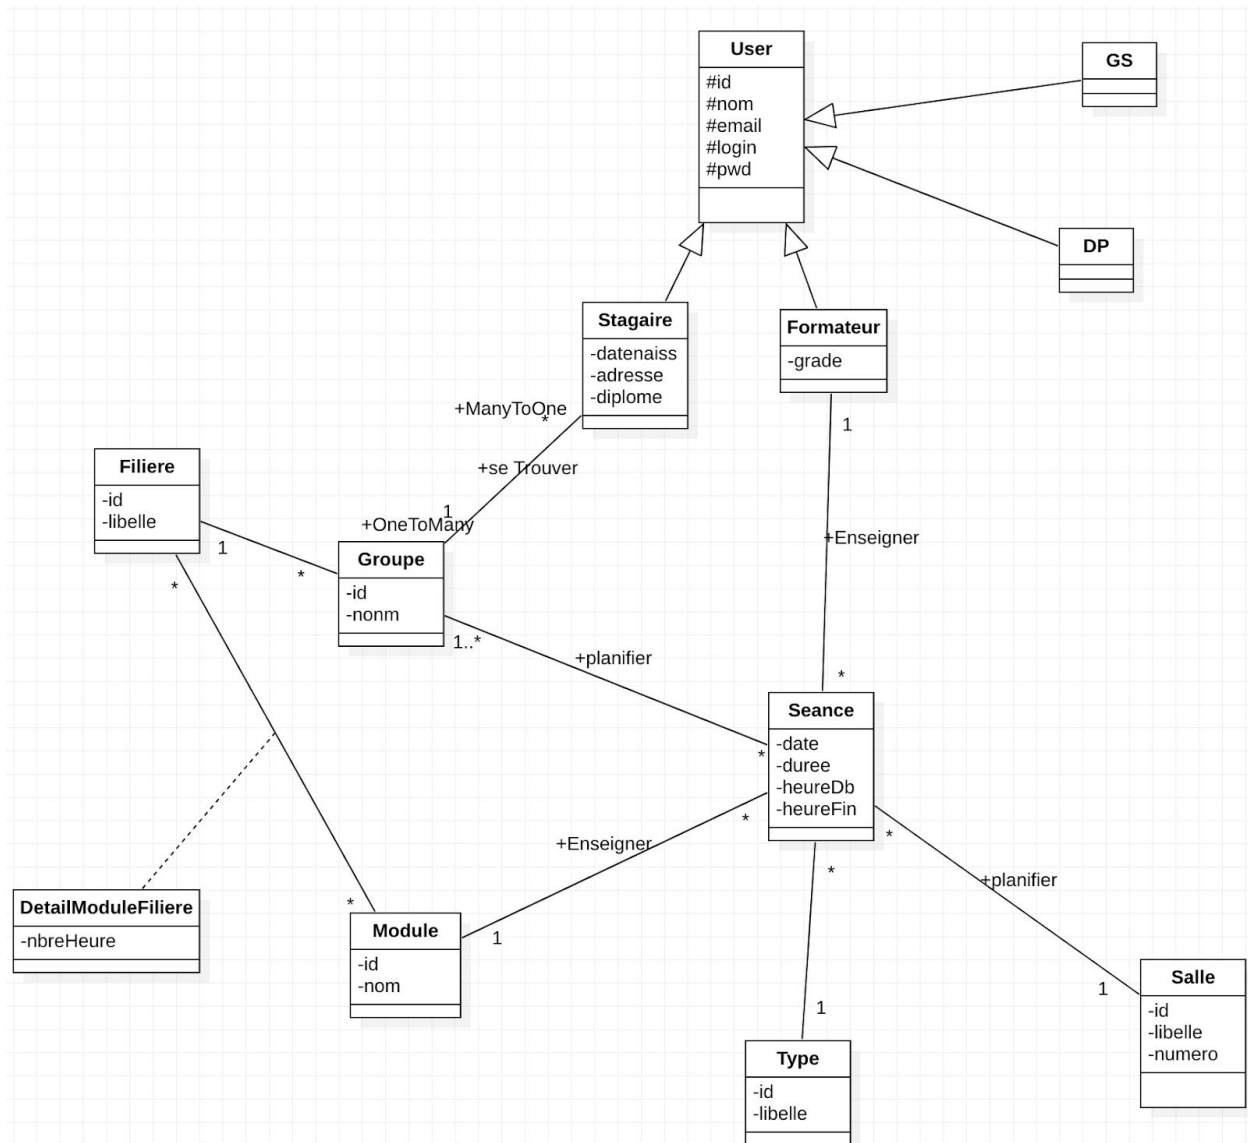 User
#id
#nom
#email
#login
#pwd
GS
DP
Stagaire
-datenaiss
-adresse
-diplome
Formateur
-grade
+ManyToOne
*
+se Trouver
1
+OneToMany
1
+Enseigner
*
Filiere
-id
-libelle
1
*
*
Groupe
-id
-nonm
1..*
+planifier
*
Seance
-date
-duree
-heureDb
-heureFin
*
+Enseigner
1
*
+planifier
1
*
1
DetailModuleFiliere
-nbreHeure
*
Module
-id
-nom
Salle
-id
-libelle
-numero
Type
-id
-libelle